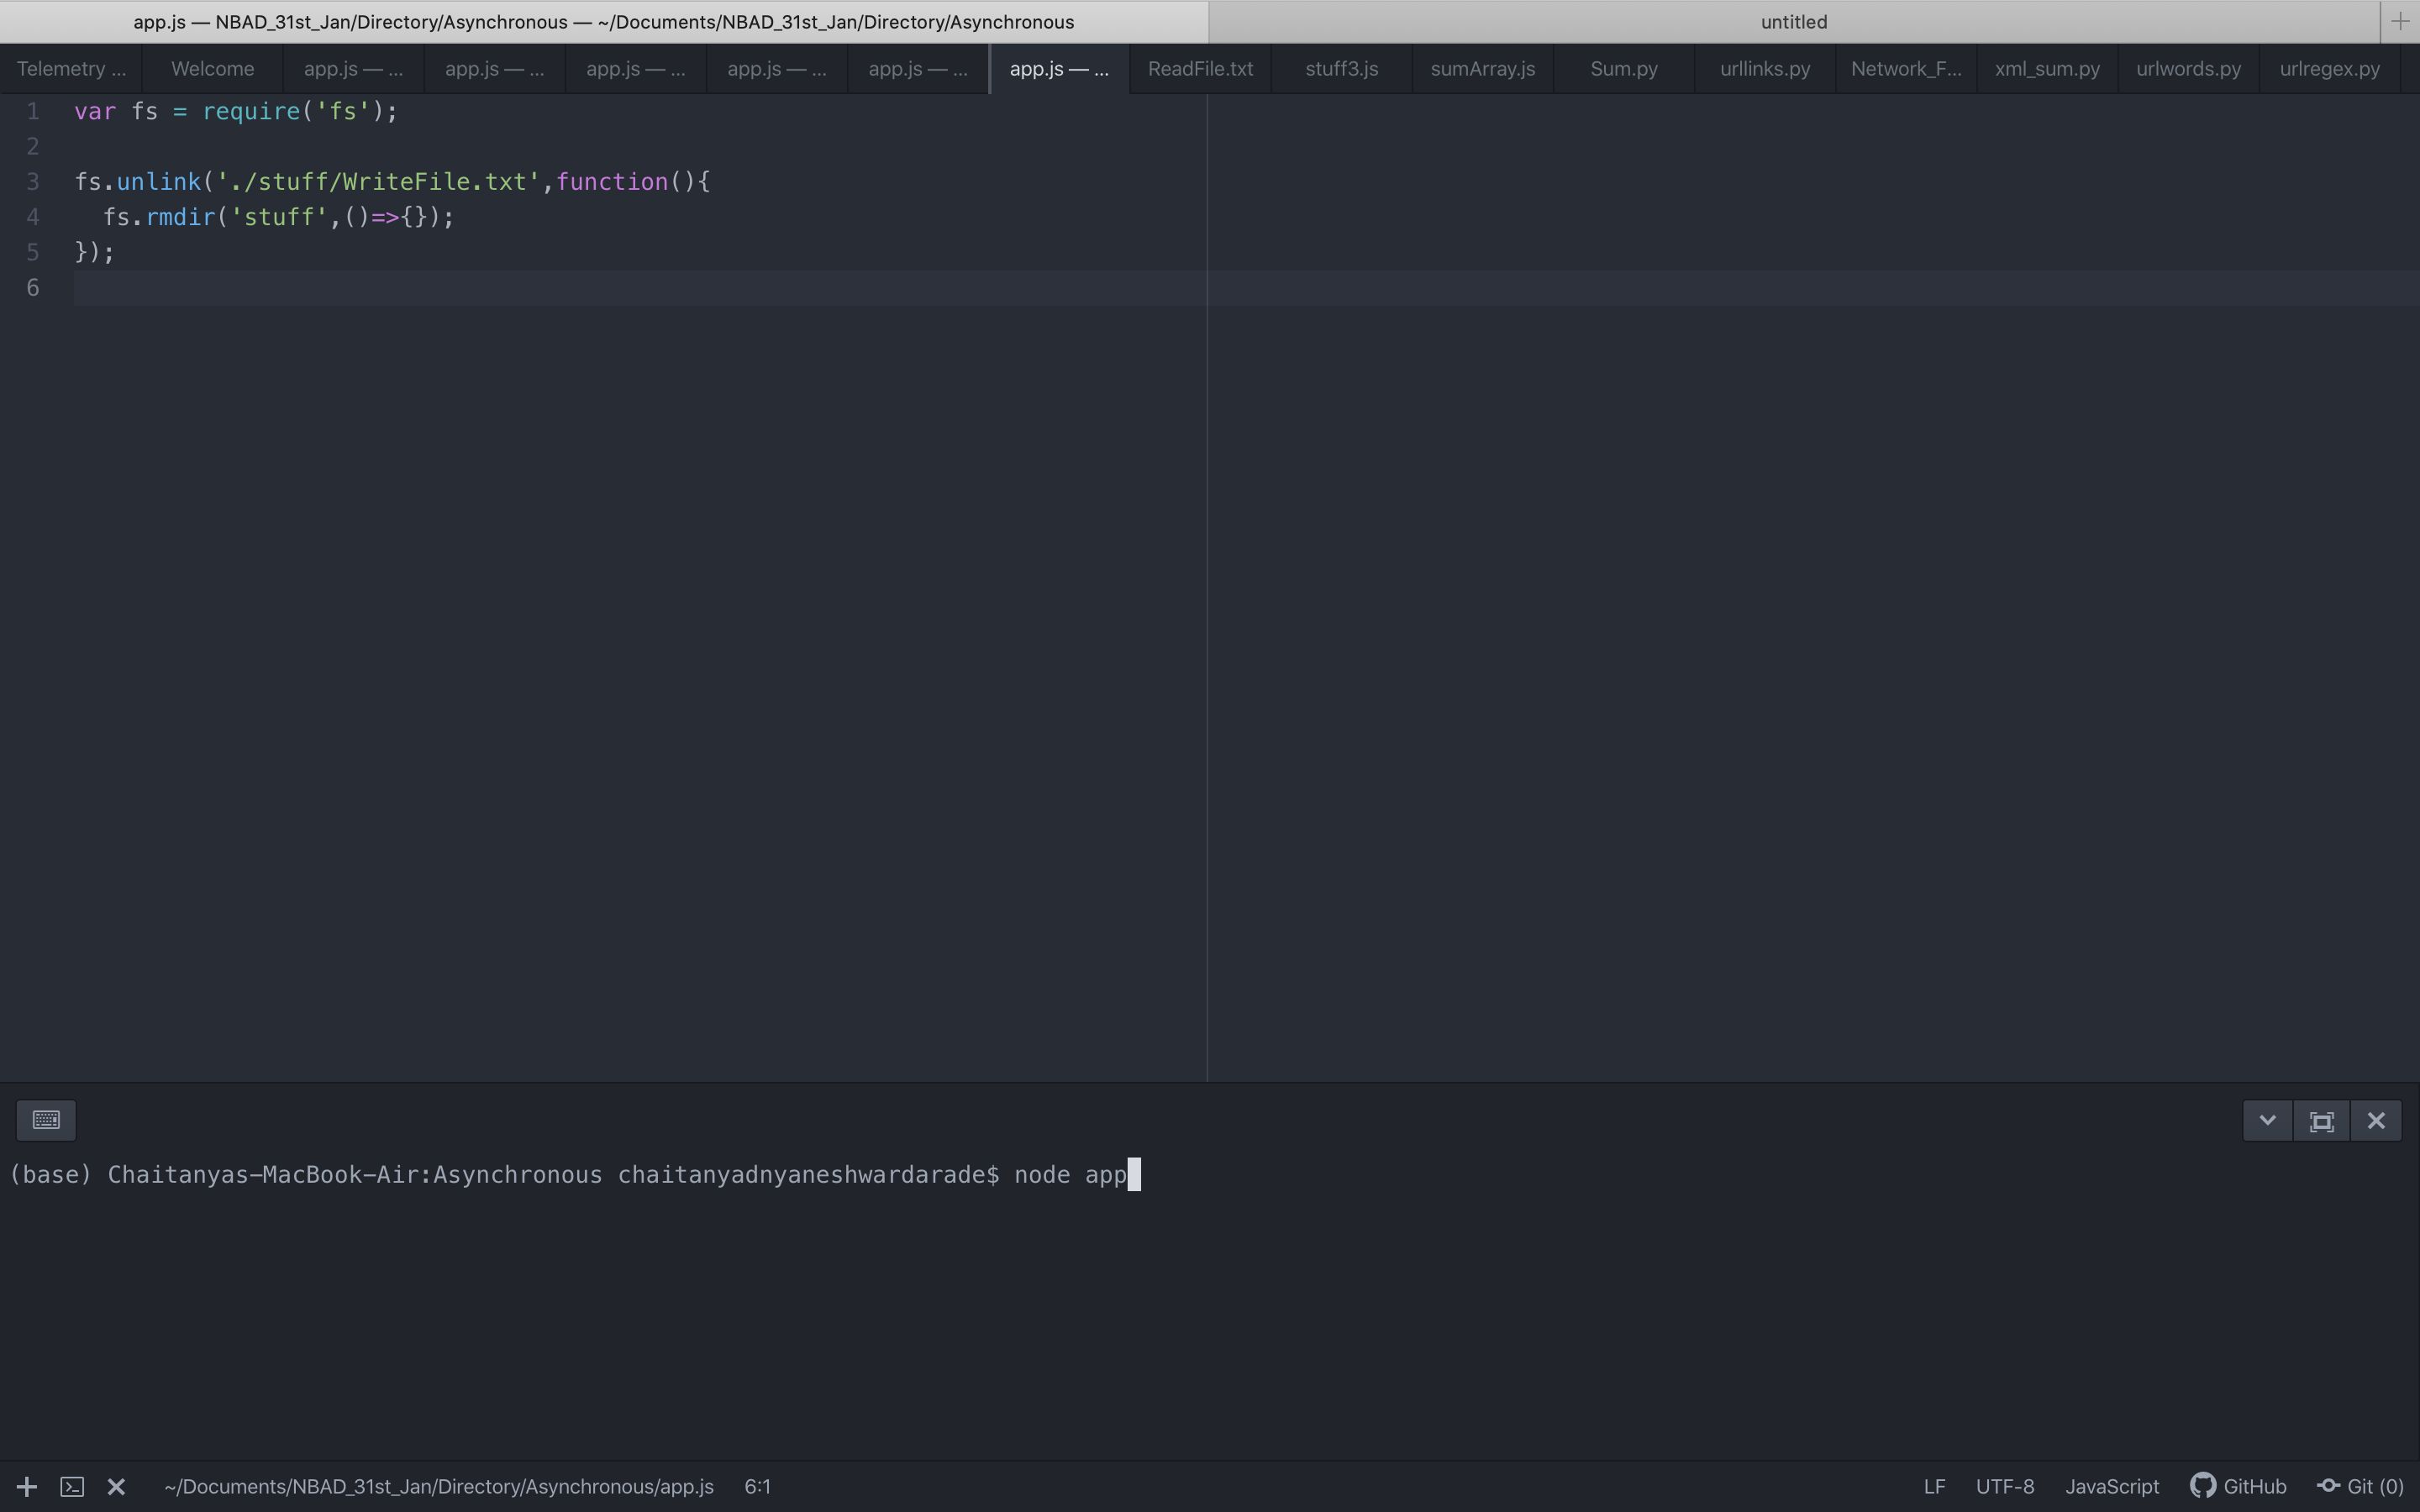 app.js — NBAD_31st_Jan/Directory/Asynchronous — ~/Documents/NBAD_31st_Jan/Directory/Asynchronous untitled
Telemetry ... Welcome app.js — ... app.js — ... app.js — ... app.js — ... app.js — ... app.js — ... ReadFile.txt stuff3.js sumArray.js Sum.py urllinks.py Network_F... xml_sum.py urlwords.py urlregex.py
1 var fs = require('fs');
2
3 fs.unlink('./stuff/WriteFile.txt',function(){
4   fs.rmdir('stuff',()=>{});
5 });
6
(base) Chaitanyas-MacBook-Air:Asynchronous chaitanyadnyaneshwardarade$ node app
~/Documents/NBAD_31st_Jan/Directory/Asynchronous/app.js 6:1 LF UTF-8 JavaScript GitHub Git (0)